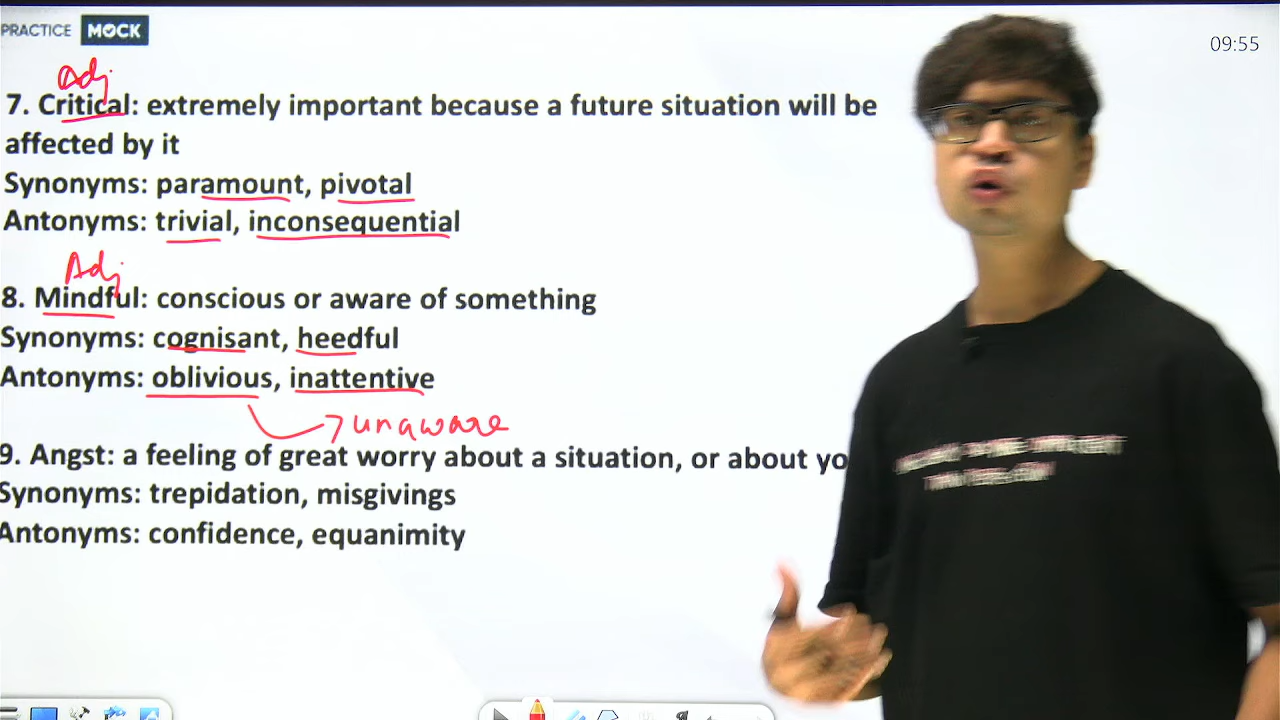 PRACTICE MOCK
09:55
Adj
7. Critical: extremely important because a future situation will be
affected by it
Synonyms: paramount, pivotal
Antonyms: trivial, inconsequential
Adj
8. Mindful: conscious or aware of something
Synonyms: cognisant, heedful
Antonyms: oblivious, inattentive
unaware
9. Angst: a feeling of great worry about a situation, or about yo
Synonyms: trepidation, misgivings
Antonyms: confidence, equanimity